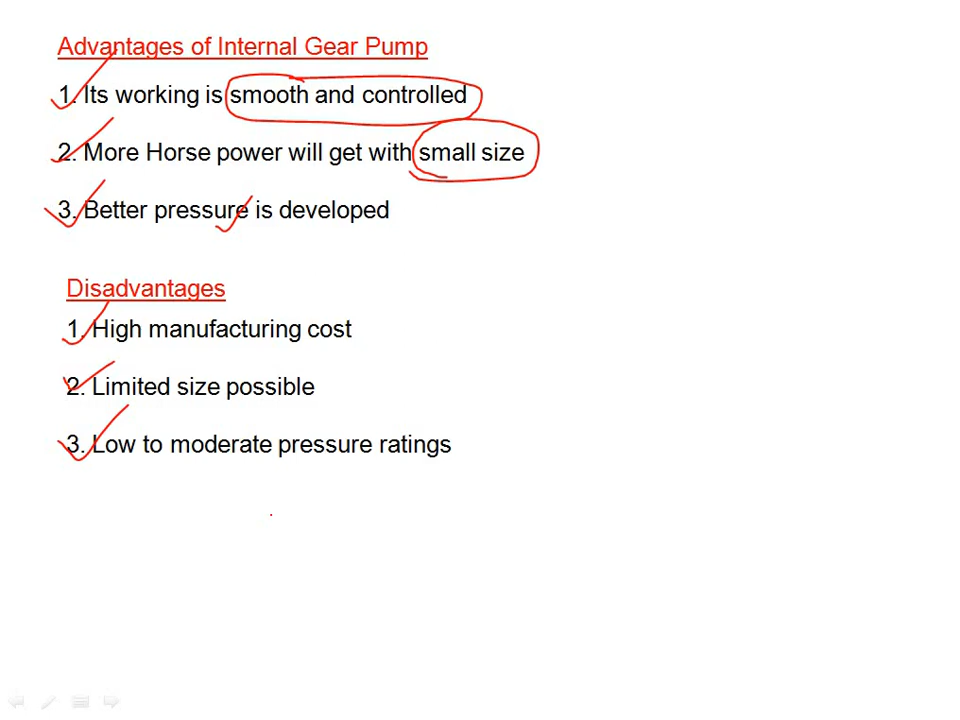 Advantages of Internal Gear Pump
1. Its working is smooth and controlled
2. More Horse power will get with small size
3. Better pressure is developed
Disadvantages
1. High manufacturing cost
2. Limited size possible
3. Low to moderate pressure ratings